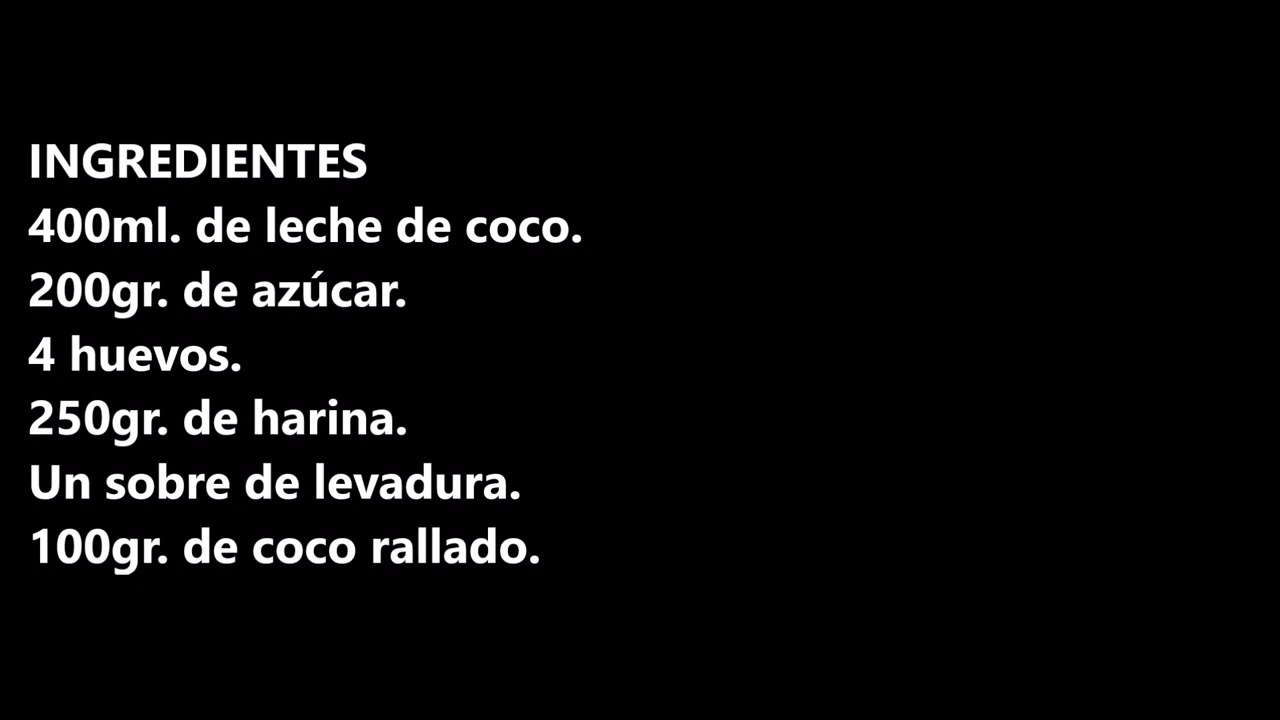 INGREDIENTES
400ml. de leche de coco.
200gr. de azúcar.
4 huevos.
250gr. de harina.
Un sobre de levadura.
100gr. de coco rallado.